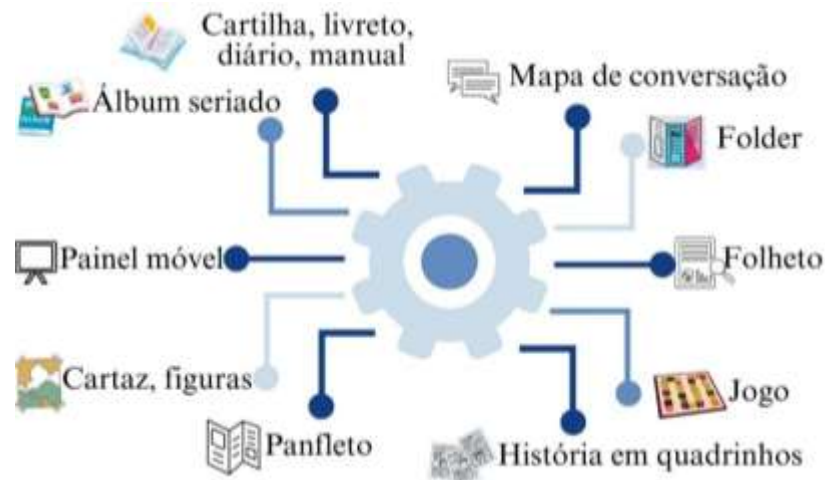 Cartilha, livreto,
diário, manual
Álbum seriado
Mapa de conversação
Folder
Painel móvel
Folheto
Cartaz, figuras
Jogo
Panfleto
História em quadrinhos